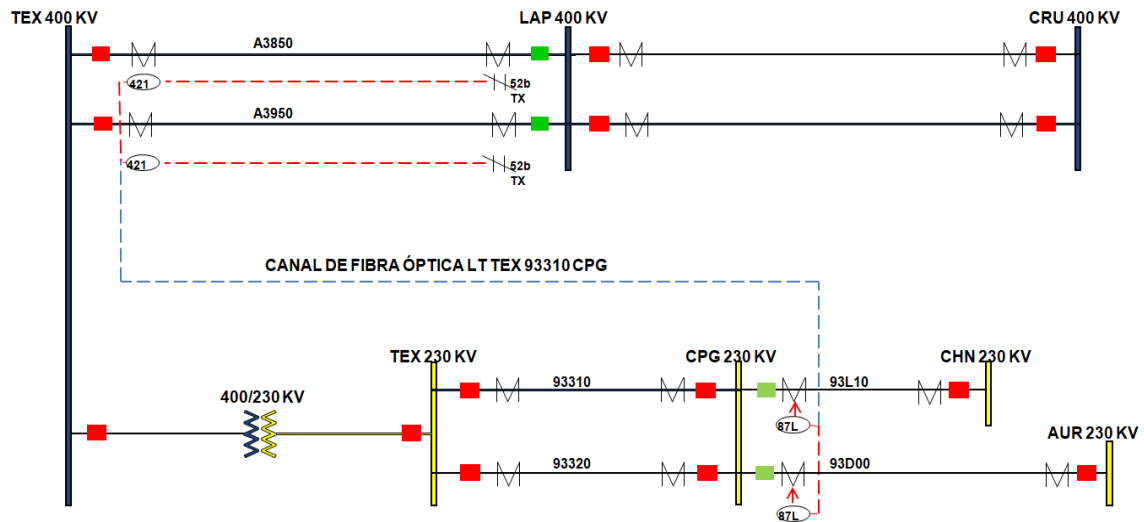 TEX 400 KV
LAP 400 KV
CRU 400 KV
A3850
421
52b
TX
A3950
421
52b
TX
CANAL DE FIBRA ÓPTICA LT TEX 93310 CPG
TEX 230 KV
CPG 230 KV
CHN 230 KV
93310
93L10
400/230 KV
87L
AUR 230 KV
93320
93D00
87L